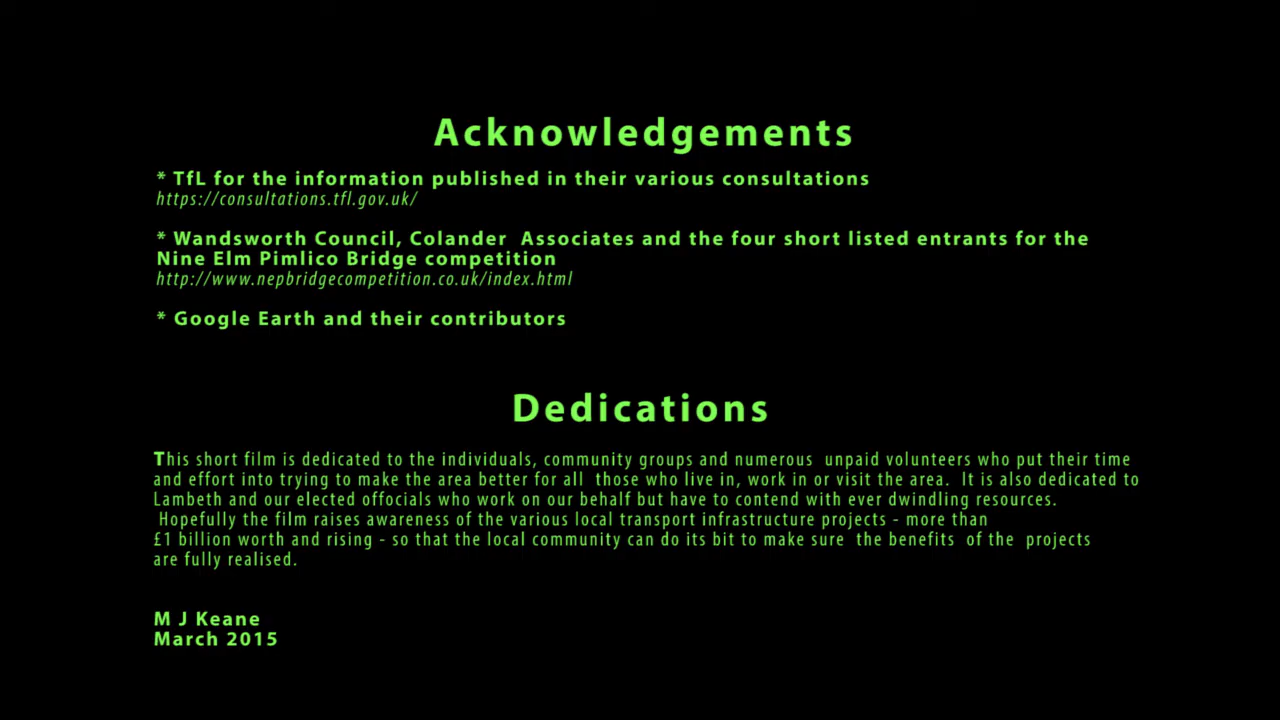 Acknowledgements
* TfL for the information published in their various consultations
https://consultations.tfl.gov.uk/
* Wandsworth Council, Colander  Associates and the four short listed entrants for the
Nine Elm Pimlico Bridge competition
http://www.nepbridgecompetition.co.uk/index.html
* Google Earth and their contributors
Dedications
This short film is dedicated to the individuals, community groups and numerous  unpaid volunteers who put their time
and effort into trying to make the area better for all  those who live in, work in or visit the area.  It is also dedicated to
Lambeth and our elected offocials who work on our behalf but have to contend with ever dwindling resources.
Hopefully the film raises awareness of the various local transport infrastructure projects - more than
£1 billion worth and rising - so that the local community can do its bit to make sure  the benefits  of the  projects
are fully realised.
M J Keane
March 2015